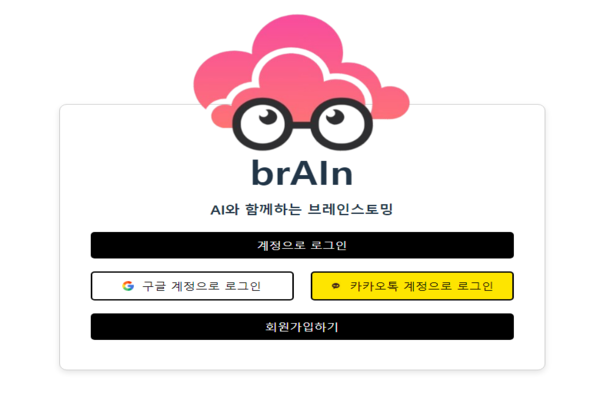 brAIn
AI와 함께하는 브레인스토밍
계정으로 로그인
구글 계정으로 로그인
카카오톡 계정으로 로그인
회원가입하기